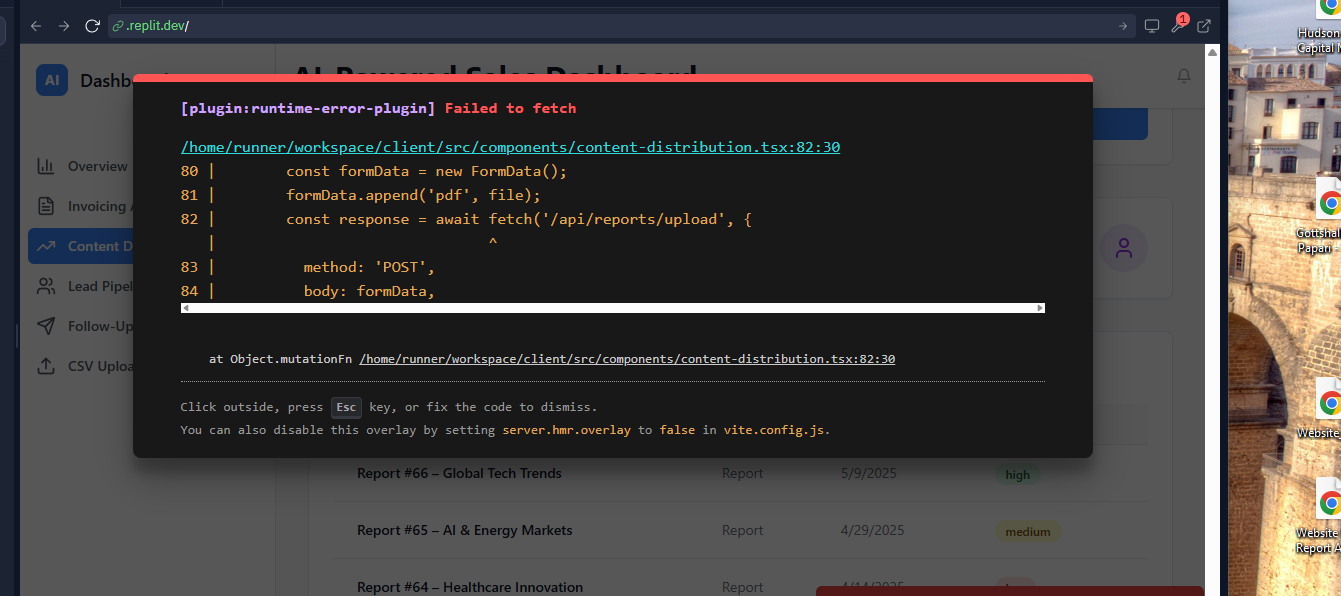 .replit.dev/
1
AI
Dashb
[plugin:runtime-error-plugin] Failed to fetch
/home/runner/workspace/client/src/components/content-distribution.tsx:82:30
80 | const formData = new FormData();
81 | formData.append('pdf', file);
82 | const response = await fetch('/api/reports/upload', {
| ^
83 | method: 'POST',
84 | body: formData,
at Object.mutationFn /home/runner/workspace/client/src/components/content-distribution.tsx:82:30
Click outside, press Esc key, or fix the code to dismiss.
You can also disable this overlay by setting server.hmr.overlay to false in vite.config.js.
Overview
Invoicing
Content D
Lead Pipel
Follow-Up
CSV Uploa
Report #66 – Global Tech Trends Report 5/9/2025 high
Report #65 – AI & Energy Markets Report 4/29/2025 medium
Report #64 – Healthcare Innovation Report 4/14/2025
Hudson
Capital
Gottshal
Papari
Website
Website
Report A